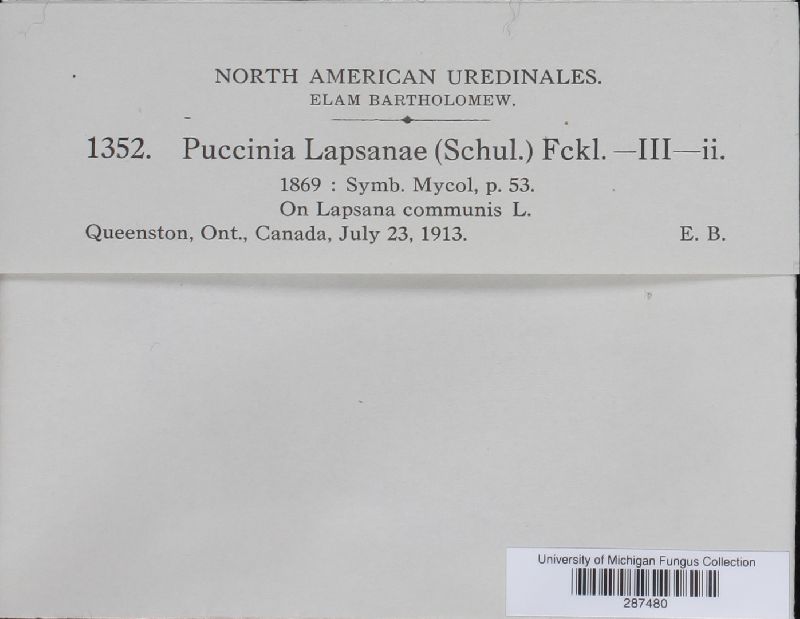 NORTH AMERICAN UREDINALES.
ELAM BARTHOLOMEW.
1352. Puccinia Lapsanae (Schul.) Fckl. —III—ii.
1869 : Symb. Mycol, p. 53.
On Lapsana communis L.
Queenston, Ont., Canada, July 23, 1913. E. B.
University of Michigan Fungus Collection
287480